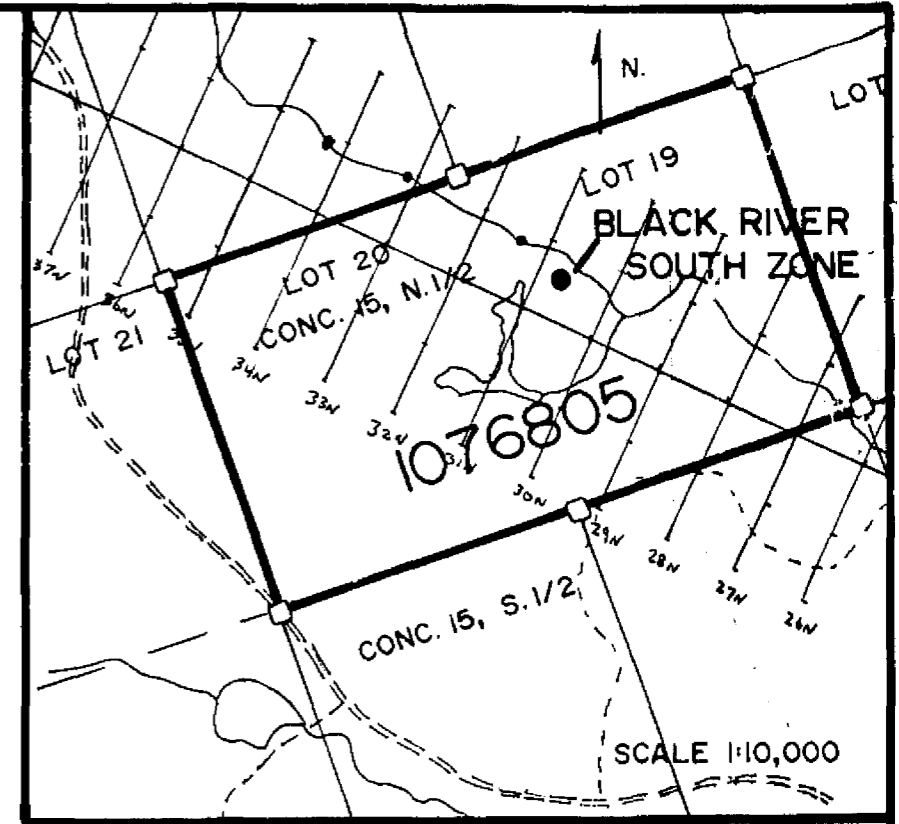 N.
LOT
LOT 19
BLACK RIVER
SOUTH ZONE
LOT 20
CONC. 15, N.1/2
LOT 21
37N
36N
34N
33N
32N
1076805
30N
29N
28N
27N
26N
CONC. 15, S.1/2
SCALE 1:10,000